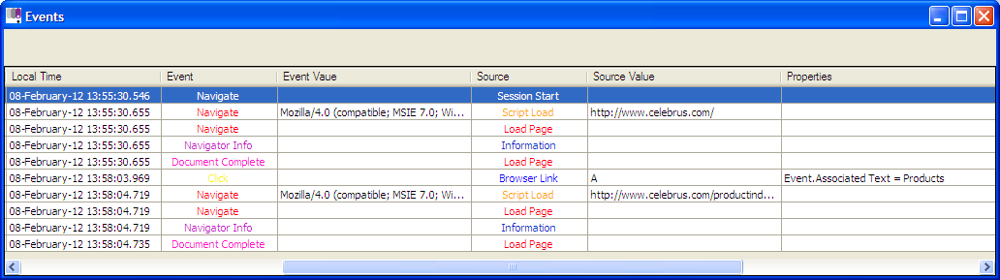 Events
Local Time Event Event Vaue Source Source Value Properties
08-February-12 13:55:30.546 Navigate Session Start
08-February-12 13:55:30.655 Navigate Mozilla/4.0 (compatible; MSIE 7.0; Wi... Script Load http://www.celebrus.com/
08-February-12 13:55:30.655 Navigate Load Page
08-February-12 13:55:30.655 Navigator Info Information
08-February-12 13:55:30.655 Document Complete Load Page
08-February-12 13:58:03.969 Click Browser Link A Event.Associated Text = Products
08-February-12 13:58:04.719 Navigate Mozilla/4.0 (compatible; MSIE 7.0; Wi... Script Load http://www.celebrus.com/productind...
08-February-12 13:58:04.719 Navigate Load Page
08-February-12 13:58:04.719 Navigator Info Information
08-February-12 13:58:04.735 Document Complete Load Page